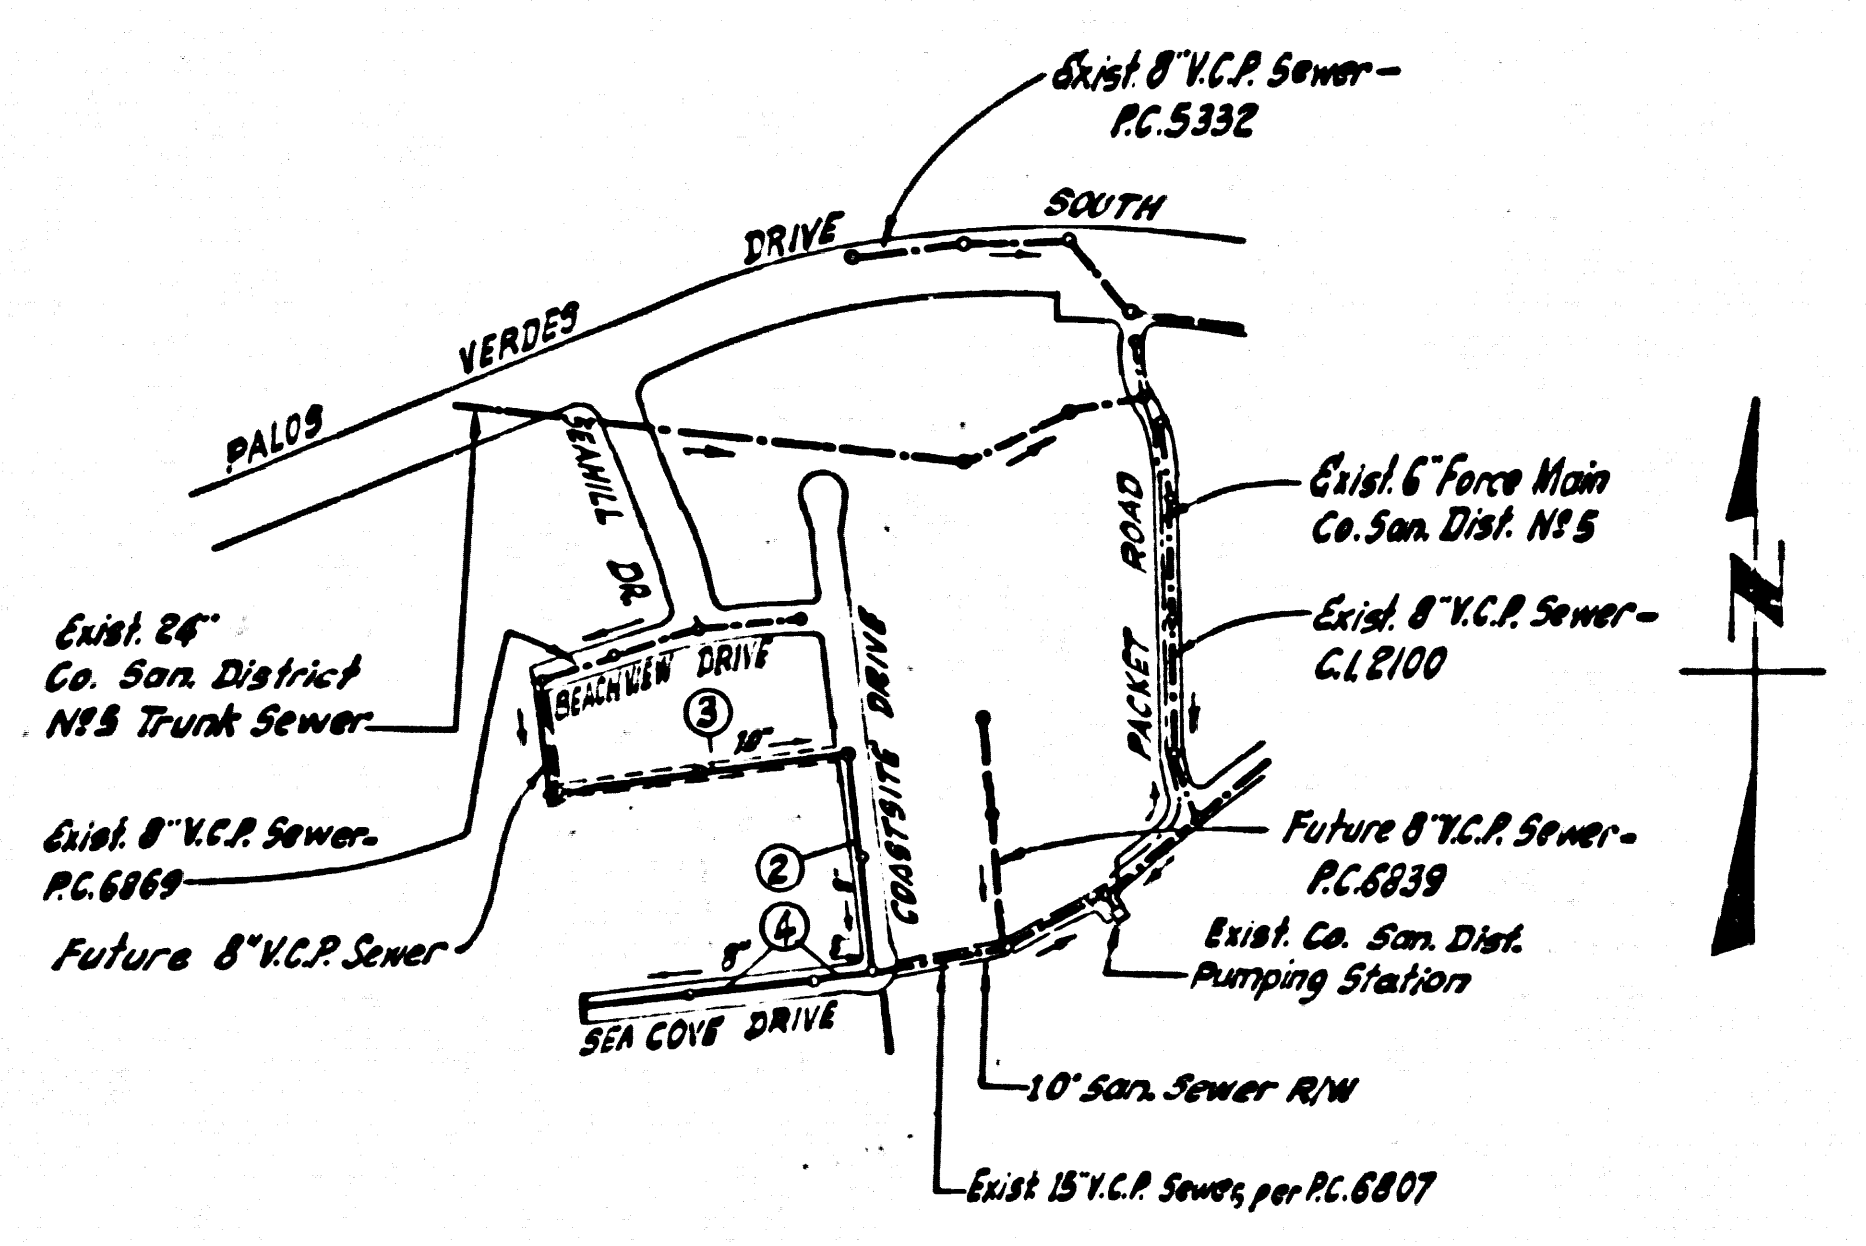 Exist. 8" V.C.P. Sewer-
P.C. 5332
PALOS VERDES DRIVE SOUTH
SEAHILL DR.
Exist. 6" Force Main
Co. San. Dist. Nº 5
PACKET ROAD
Exist. 8" V.C.P. Sewer-
C.I. 2100
Exist. 24"
Co. San. District
Nº 5 Trunk Sewer
BEACHVIEW DRIVE
COASTSITE DRIVE
3
10"
Exist. 8" V.C.P. Sewer-
P.C. 6869
Future 8" V.C.P. Sewer
2
8"
4
8"
Future 8" V.C.P. Sewer-
P.C. 6839
Exist. Co. San. Dist.
Pumping Station
SEA COVE DRIVE
10' San. Sewer R/W
Exist. 15" V.C.P. Sewer, per P.C. 6807
N